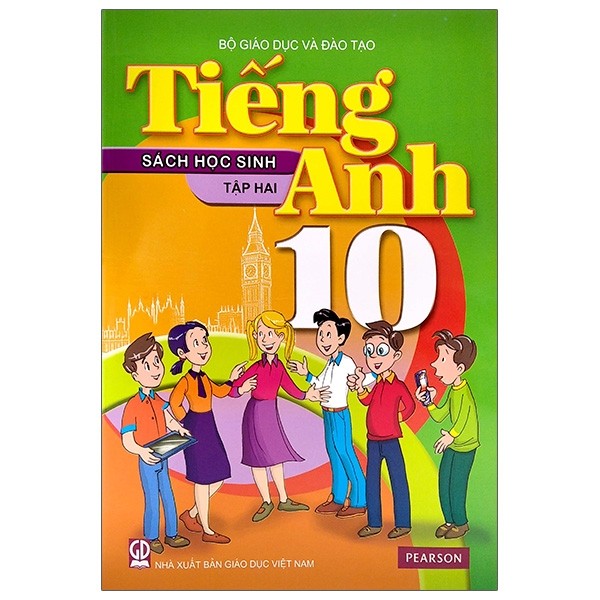 BỘ GIÁO DỤC VÀ ĐÀO TẠO
Tiếng
Anh
10
SÁCH HỌC SINH
TẬP HAI
GD
NHÀ XUẤT BẢN GIÁO DỤC VIỆT NAM
PEARSON